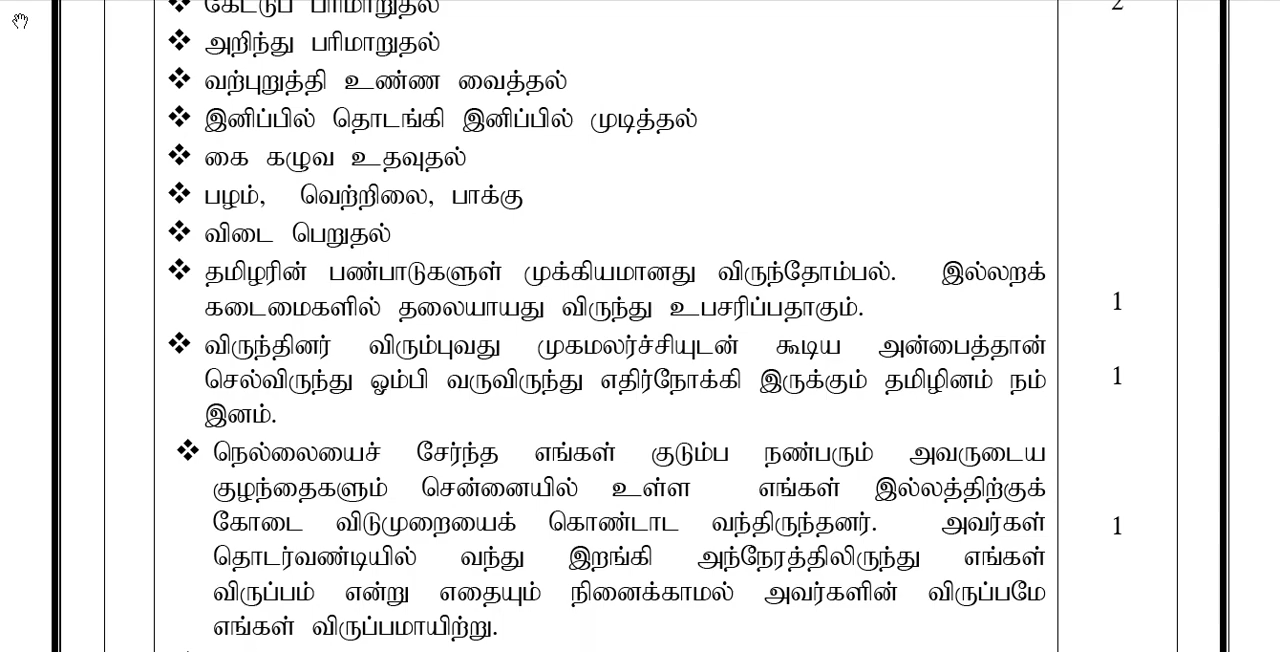 கேட்டுப் பரிமாறுதல் 2
❖ அறிந்து பரிமாறுதல்
❖ வற்புறுத்தி உண்ண வைத்தல்
❖ இனிப்பில் தொடங்கி இனிப்பில் முடித்தல்
❖ கை கழுவ உதவுதல்
❖ பழம், வெற்றிலை, பாக்கு
❖ விடை பெறுதல்
❖ தமிழரின் பண்பாடுகளுள் முக்கியமானது விருந்தோம்பல். இல்லறக்
கடைமைகளில் தலையாயது விருந்து உபசரிப்பதாகும். 1
❖ விருந்தினர் விரும்புவது முகமலர்ச்சியுடன் கூடிய அன்பைத்தான்
செல்விருந்து ஓம்பி வருவிருந்து எதிர்நோக்கி இருக்கும் தமிழினம் நம் 1
இனம்.
❖ நெல்லையைச் சேர்ந்த எங்கள் குடும்ப நண்பரும் அவருடைய
குழந்தைகளும் சென்னையில் உள்ள எங்கள் இல்லத்திற்குக்
கோடை விடுமுறையைக் கொண்டாட வந்திருந்தனர். அவர்கள் 1
தொடர்வண்டியில் வந்து இறங்கி அந்நேரத்திலிருந்து எங்கள்
விருப்பம் என்று எதையும் நினைக்காமல் அவர்களின் விருப்பமே
எங்கள் விருப்பமாயிற்று.